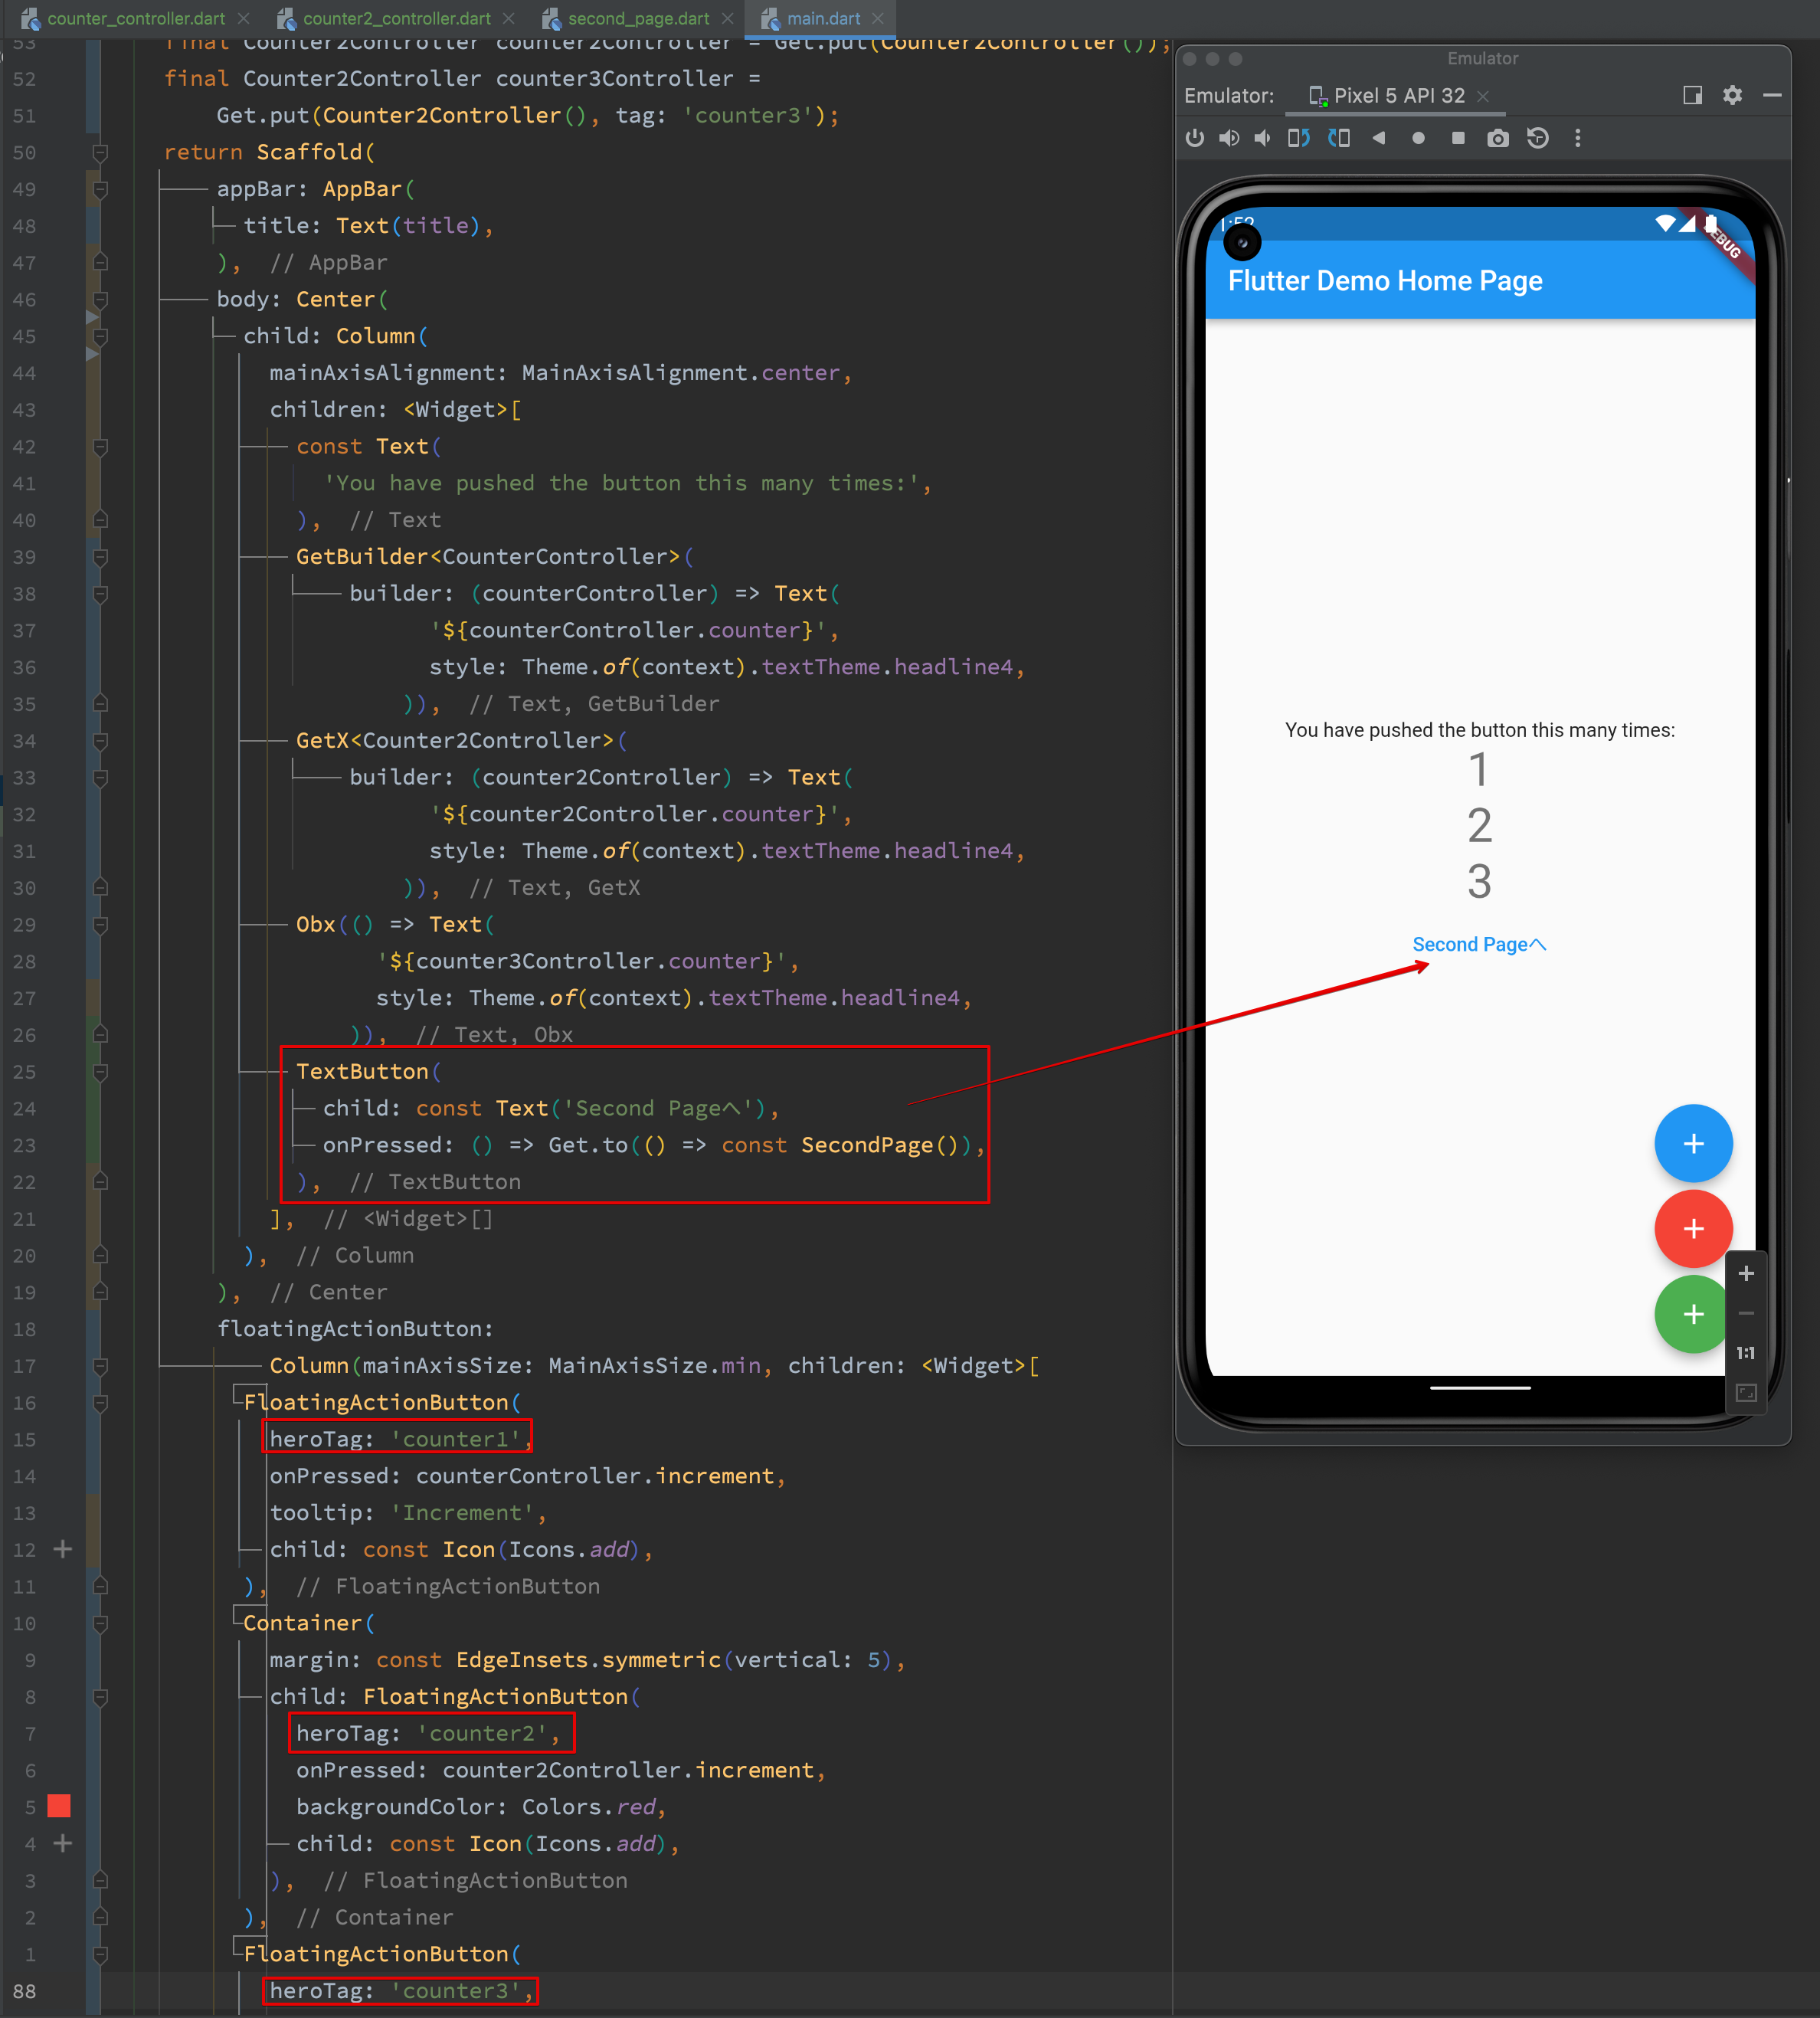 counter_controller.dart
counter2_controller.dart
second_page.dart
main.dart
53 final Counter2Controller counter2Controller = Get.put(Counter2Controller());
52 final Counter2Controller counter3Controller =
51 Get.put(Counter2Controller(), tag: 'counter3');
50 return Scaffold(
49 appBar: AppBar(
48 title: Text(title),
47 ), // AppBar
46 body: Center(
45 child: Column(
44 mainAxisAlignment: MainAxisAlignment.center,
43 children: <Widget>[
42 const Text(
41 'You have pushed the button this many times:',
40 ), // Text
39 GetBuilder<CounterController>(
38 builder: (counterController) => Text(
37 '${counterController.counter}',
36 style: Theme.of(context).textTheme.headline4,
35 )), // Text, GetBuilder
34 GetX<Counter2Controller>(
33 builder: (counter2Controller) => Text(
32 '${counter2Controller.counter}',
31 style: Theme.of(context).textTheme.headline4,
30 )), // Text, GetX
29 Obx(() => Text(
28 '${counter3Controller.counter}',
27 style: Theme.of(context).textTheme.headline4,
26 )), // Text, Obx
25 TextButton(
24 child: const Text('Second Pageへ'),
23 onPressed: () => Get.to(() => const SecondPage()),
22 ), // TextButton
21 ], // <Widget>[]
20 ), // Column
19 ), // Center
18 floatingActionButton:
17 Column(mainAxisSize: MainAxisSize.min, children: <Widget>[
16 FloatingActionButton(
15 heroTag: 'counter1',
14 onPressed: counterController.increment,
13 tooltip: 'Increment',
12 child: const Icon(Icons.add),
11 ), // FloatingActionButton
10 Container(
9 margin: const EdgeInsets.symmetric(vertical: 5),
8 child: FloatingActionButton(
7 heroTag: 'counter2',
6 onPressed: counter2Controller.increment,
5 backgroundColor: Colors.red,
4 child: const Icon(Icons.add),
3 ), // FloatingActionButton
2 ), // Container
1 FloatingActionButton(
88 heroTag: 'counter3',
Emulator
Emulator: Pixel 5 API 32
1:52
DEBUG
Flutter Demo Home Page
You have pushed the button this many times:
1
2
3
Second Pageへ
1:1